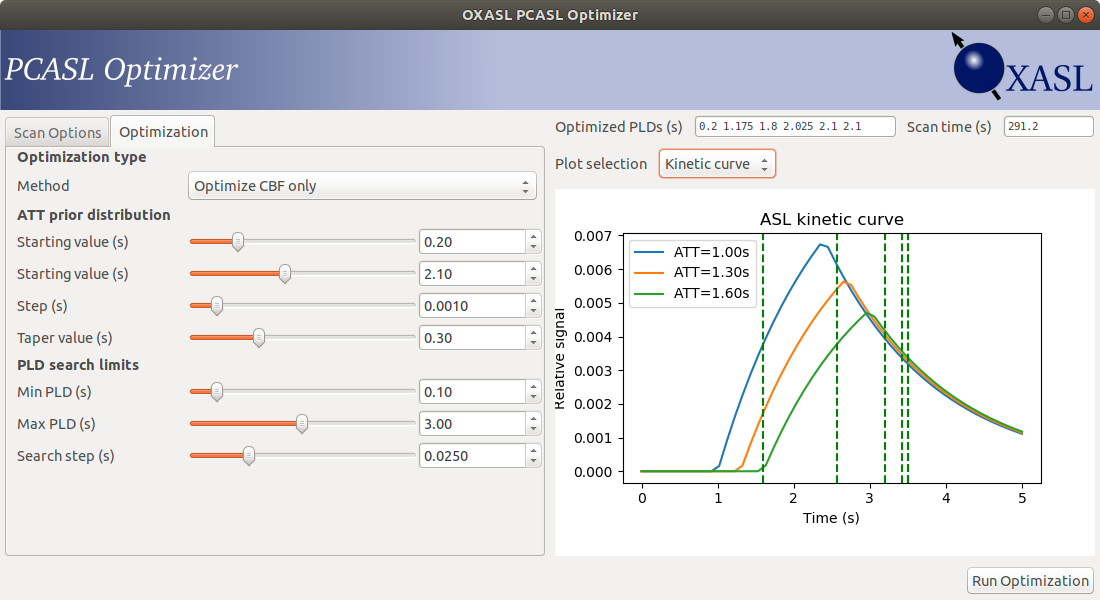 OXASL PCASL Optimizer
PCASL Optimizer
OXASL
Scan Options
Optimization
Optimization type
Method
Optimize CBF only
ATT prior distribution
Starting value (s)
0.20
Starting value (s)
2.10
Step (s)
0.0010
Taper value (s)
0.30
PLD search limits
Min PLD (s)
0.10
Max PLD (s)
3.00
Search step (s)
0.0250
Optimized PLDs (s)
0.2 1.175 1.8 2.025 2.1 2.1
Scan time (s)
291.2
Plot selection
Kinetic curve
ASL kinetic curve
ATT=1.00s
ATT=1.30s
ATT=1.60s
Relative signal
0.007
0.006
0.005
0.004
0.003
0.002
0.001
0.000
0 1 2 3 4 5
Time (s)
Run Optimization